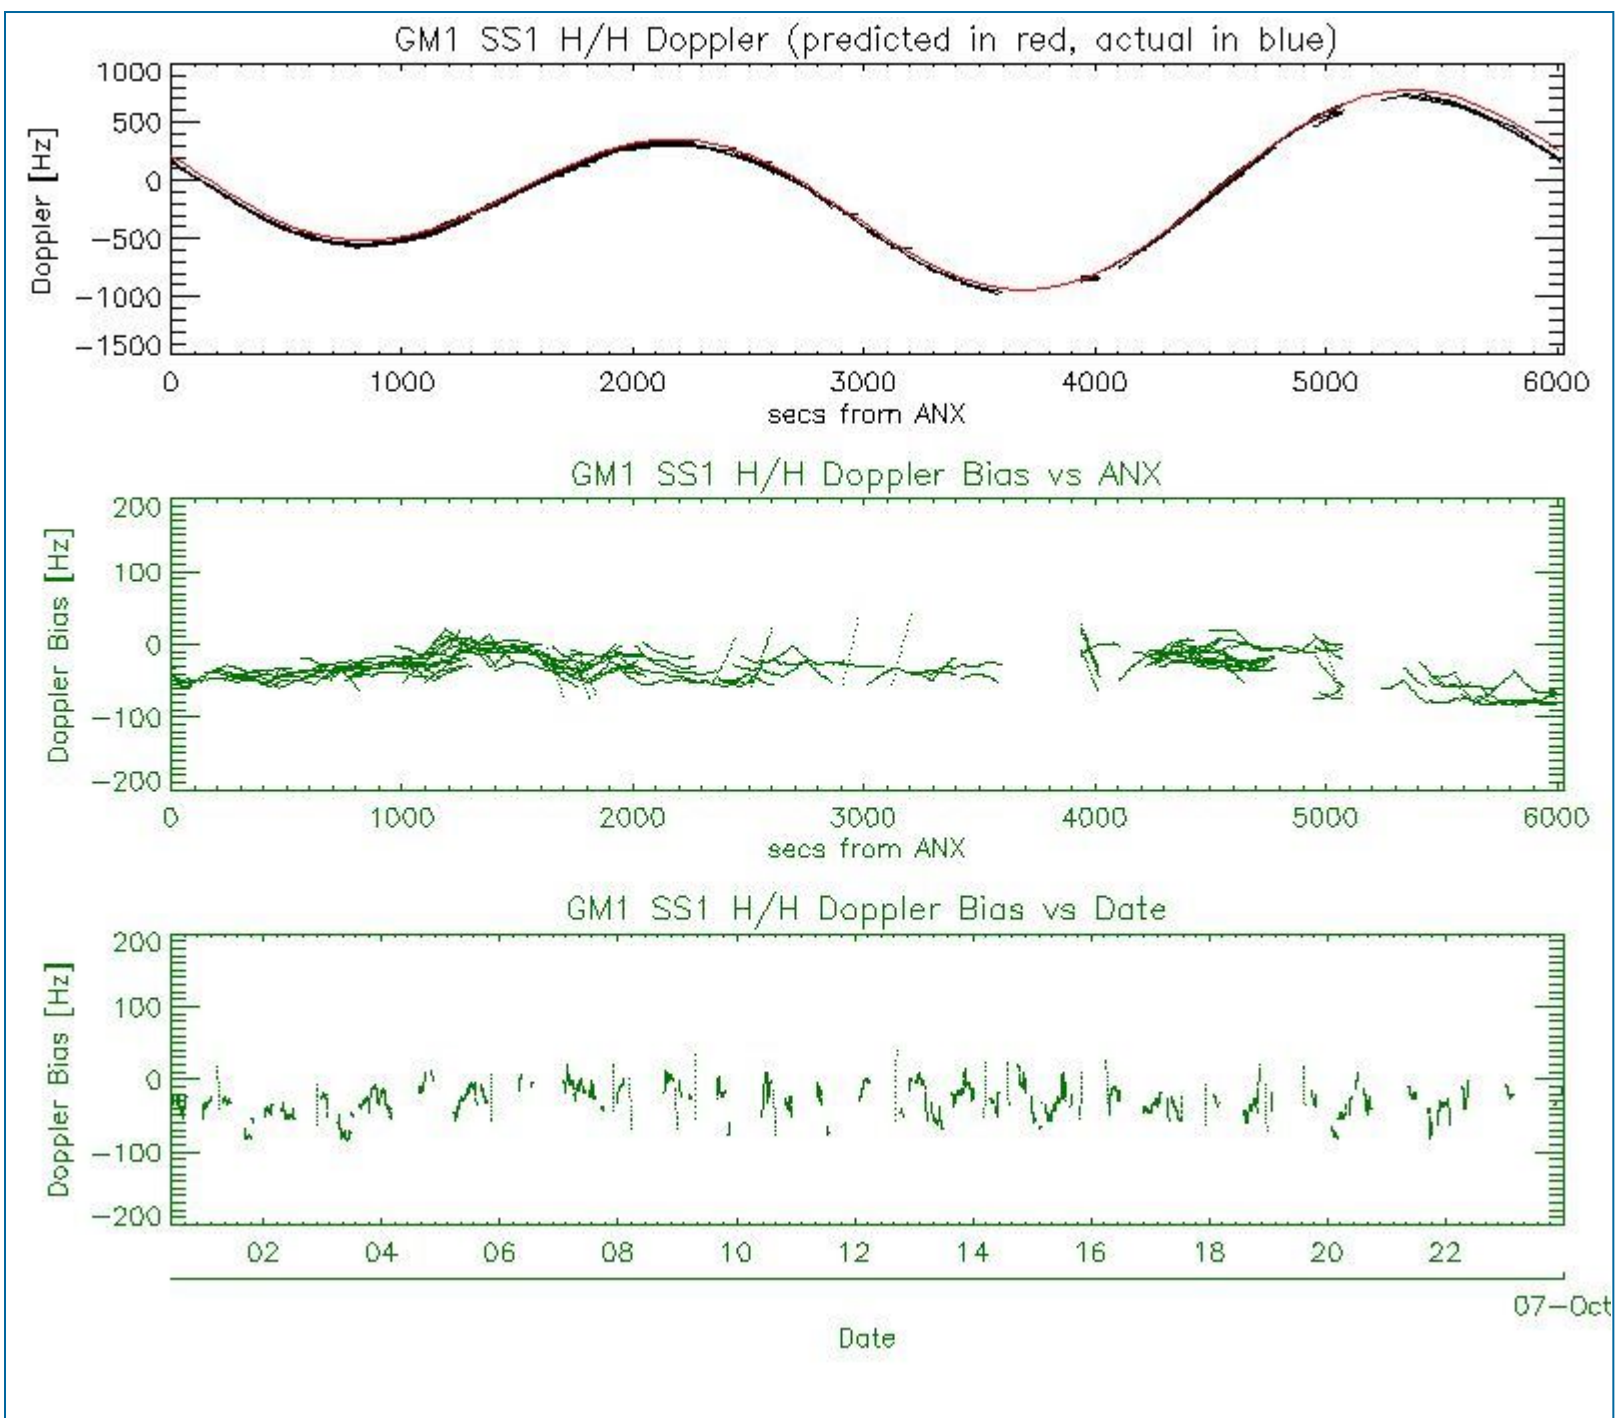 GM1 SS1 H/H Doppler (predicted in red, actual in blue)
1000
500
0
−500
−1000
−1500
Doppler [Hz]
0 1000 2000 3000 4000 5000 6000
secs from ANX
GM1 SS1 H/H Doppler Bias vs ANX
200
100
0
−100
−200
Doppler Bias [Hz]
0 1000 2000 3000 4000 5000 6000
secs from ANX
GM1 SS1 H/H Doppler Bias vs Date
200
100
0
−100
−200
Doppler Bias [Hz]
02 04 06 08 10 12 14 16 18 20 22
07−Oct
Date